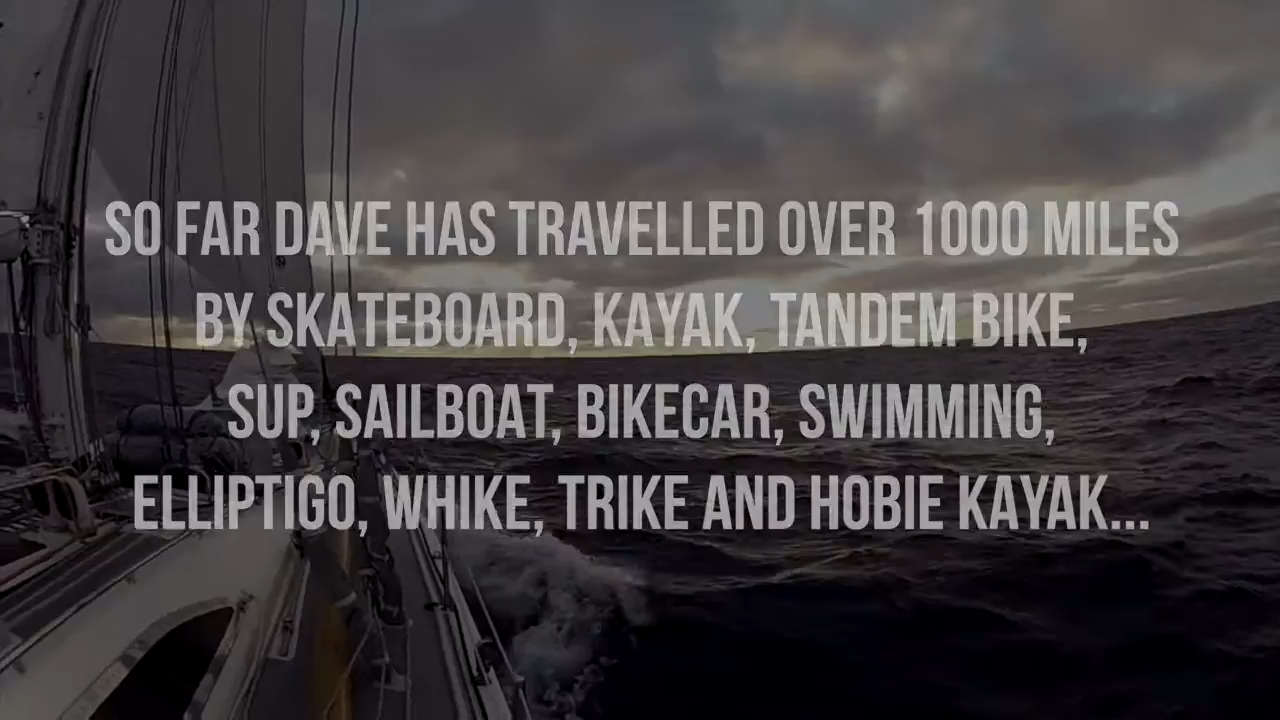 SO FAR DAVE HAS TRAVELLED OVER 1000 MILES
BY SKATEBOARD, KAYAK, TANDEM BIKE,
SUP, SAILBOAT, BIKECAR, SWIMMING,
ELLIPTIGO, WHIKE, TRIKE AND HOBIE KAYAK...